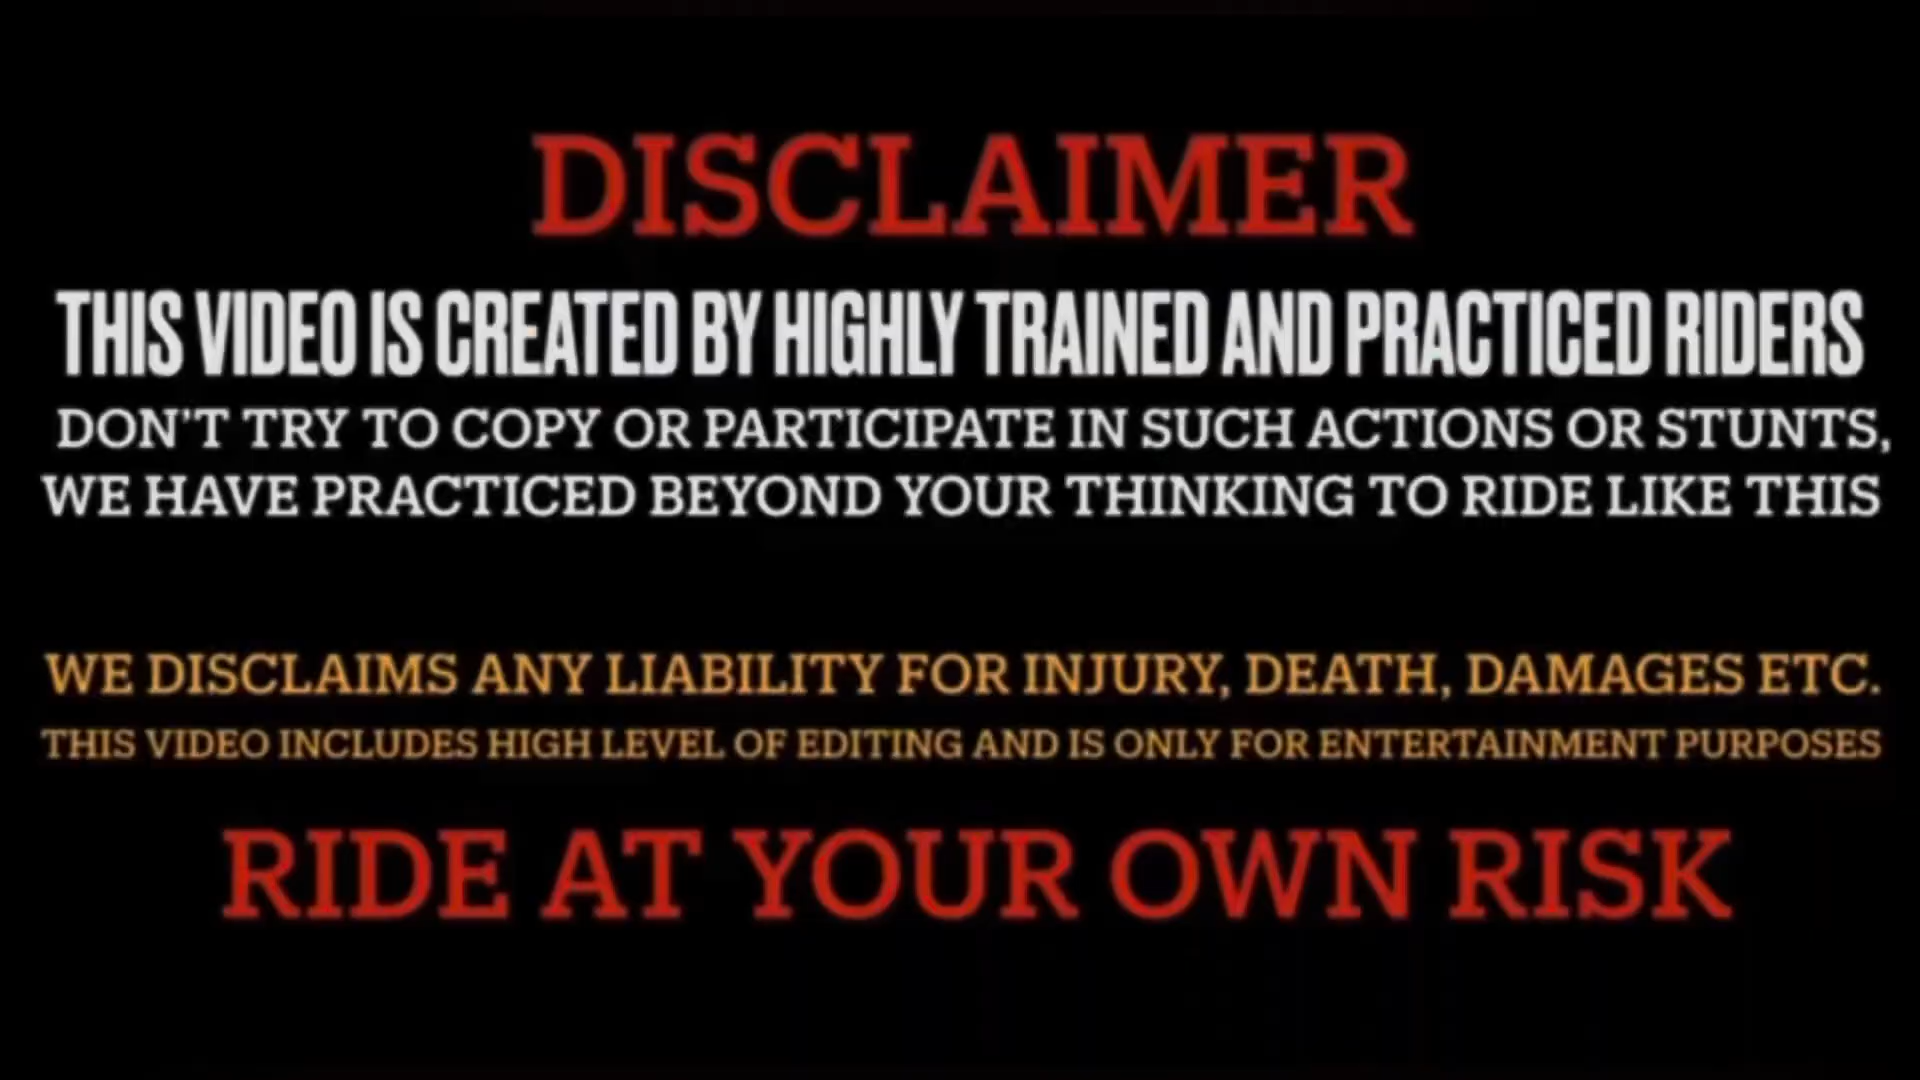 DISCLAIMER
THIS VIDEO IS CREATED BY HIGHLY TRAINED AND PRACTICED RIDERS
DON'T TRY TO COPY OR PARTICIPATE IN SUCH ACTIONS OR STUNTS,
WE HAVE PRACTICED BEYOND YOUR THINKING TO RIDE LIKE THIS
WE DISCLAIMS ANY LIABILITY FOR INJURY, DEATH, DAMAGES ETC.
THIS VIDEO INCLUDES HIGH LEVEL OF EDITING AND IS ONLY FOR ENTERTAINMENT PURPOSES
RIDE AT YOUR OWN RISK